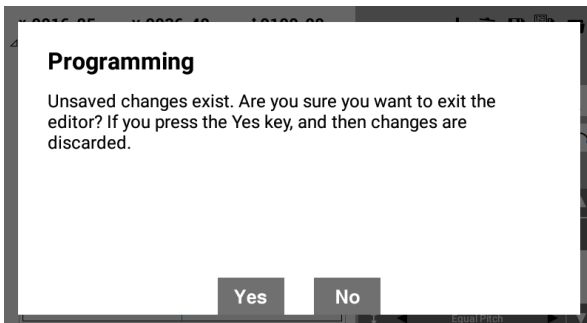 Programming
Unsaved changes exist. Are you sure you want to exit the
editor? If you press the Yes key, and then changes are
discarded.
Yes No
Equal Pitch